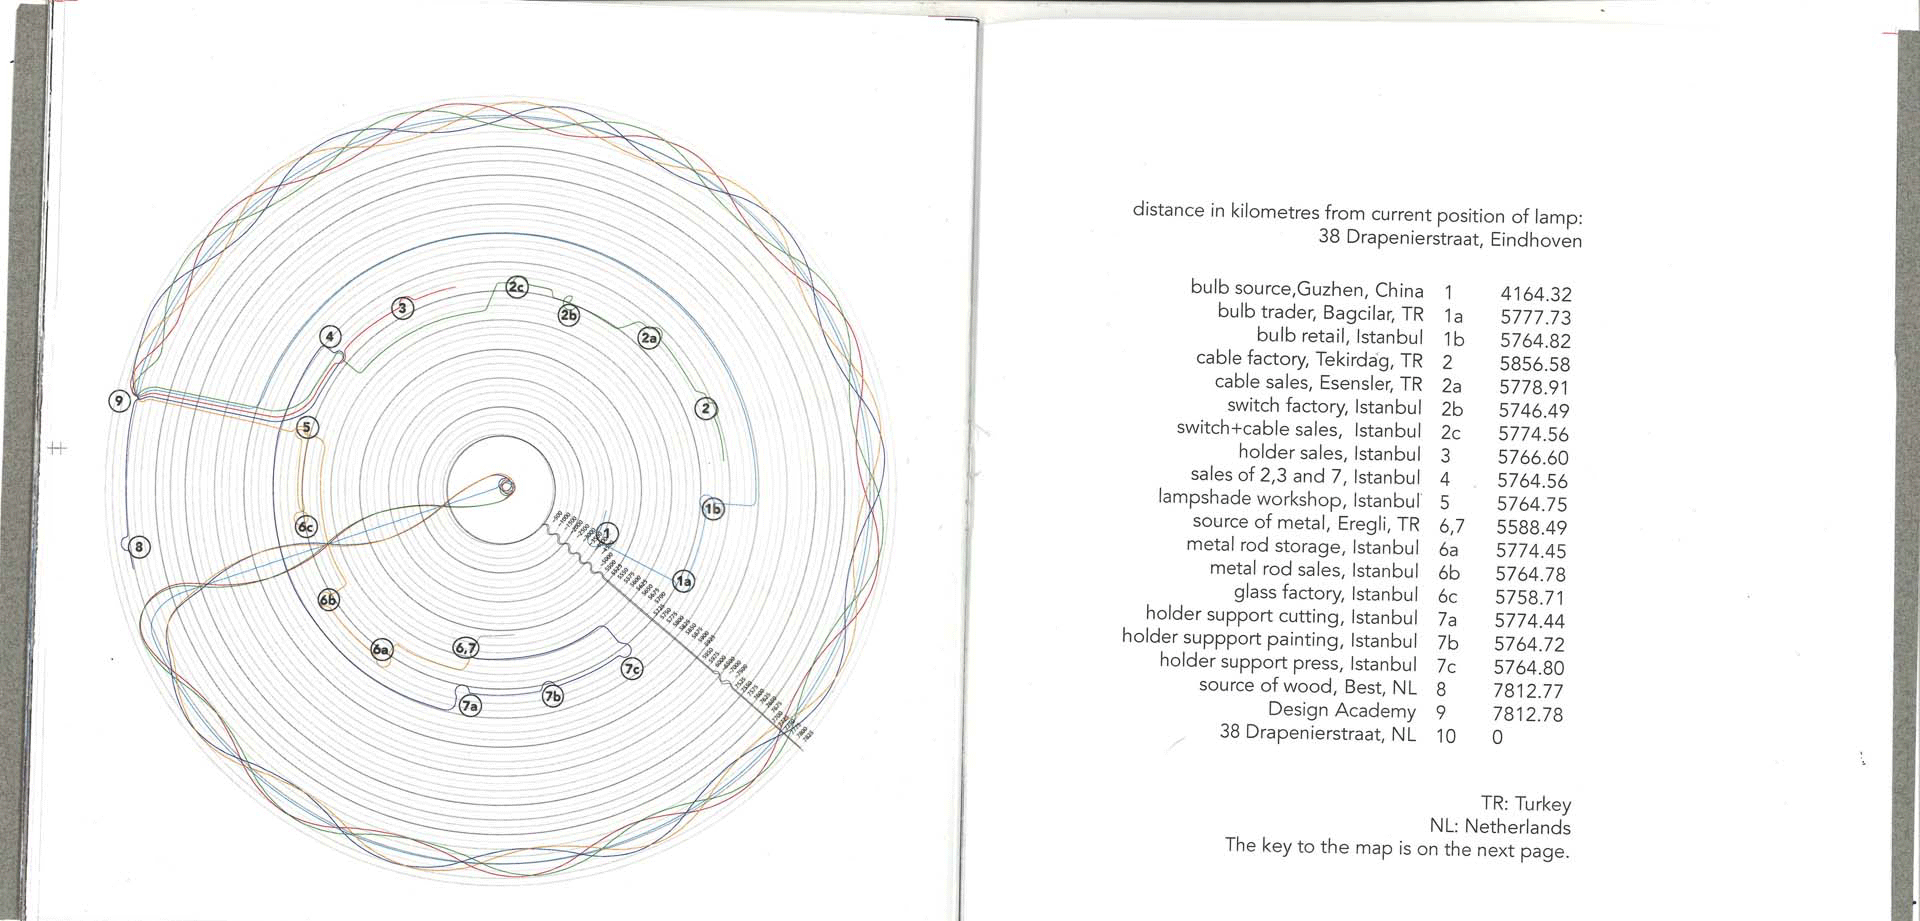 2c
3
2b
4
2a
9
2
5
1b
6c
1
8
1a
6b
6a
6,7
7c
7b
7a
distance in kilometres from current position of lamp:
38 Drapenierstraat, Eindhoven
bulb source,Guzhen, China 1 4164.32
bulb trader, Bagcilar, TR 1a 5777.73
bulb retail, Istanbul 1b 5764.82
cable factory, Tekirdag, TR 2 5856.58
cable sales, Esensler, TR 2a 5778.91
switch factory, Istanbul 2b 5746.49
switch+cable sales, Istanbul 2c 5774.56
holder sales, Istanbul 3 5766.60
sales of 2,3 and 7, Istanbul 4 5764.56
lampshade workshop, Istanbul 5 5764.75
source of metal, Eregli, TR 6,7 5588.49
metal rod storage, Istanbul 6a 5774.45
metal rod sales, Istanbul 6b 5764.78
glass factory, Istanbul 6c 5758.71
holder support cutting, Istanbul 7a 5774.44
holder suppport painting, Istanbul 7b 5764.72
holder support press, Istanbul 7c 5764.80
source of wood, Best, NL 8 7812.77
Design Academy 9 7812.78
38 Drapenierstraat, NL 10 0
TR: Turkey
NL: Netherlands
The key to the map is on the next page.